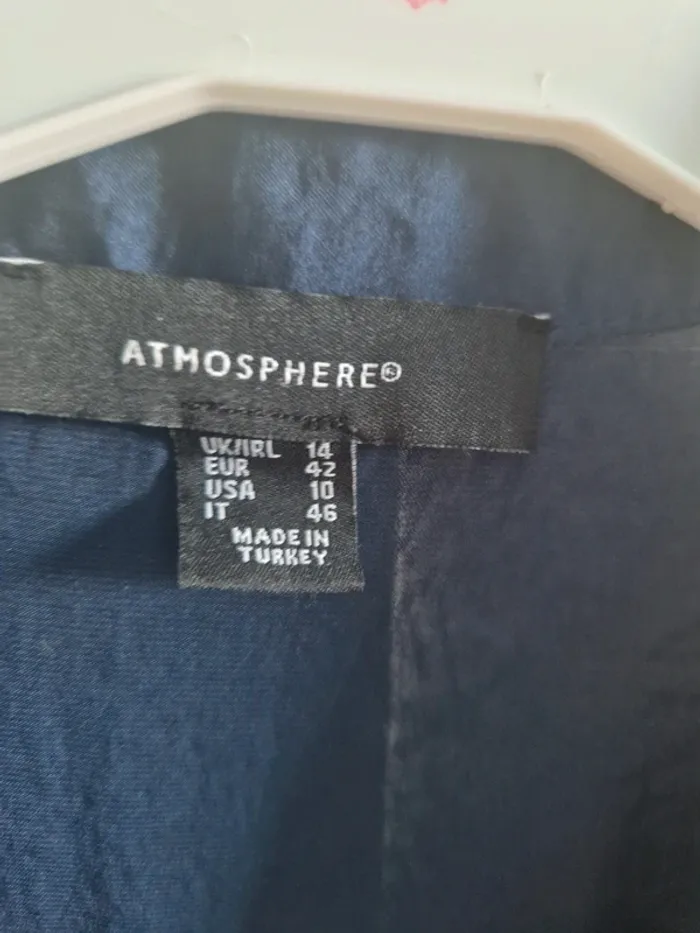 ATMOSPHERE®
UK/IRL 14
EUR 42
USA 10
IT 46
MADE IN
TURKEY